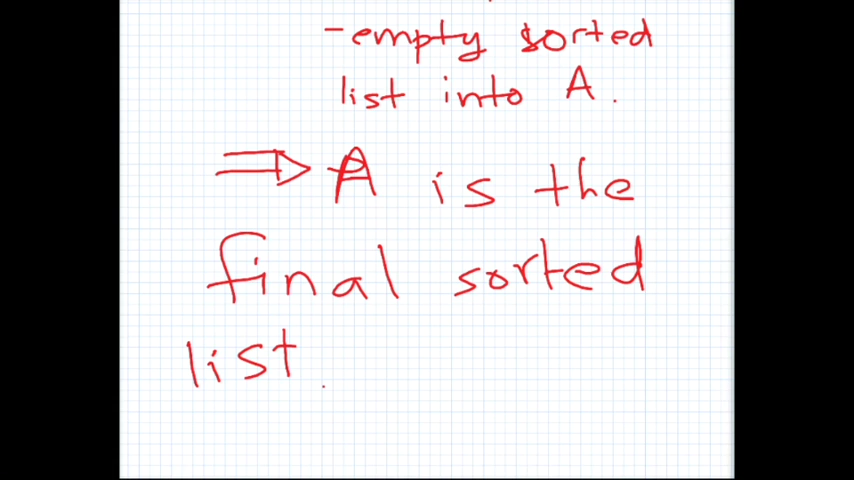 -empty sorted
list into A.
⇒ A is the
final sorted
list.